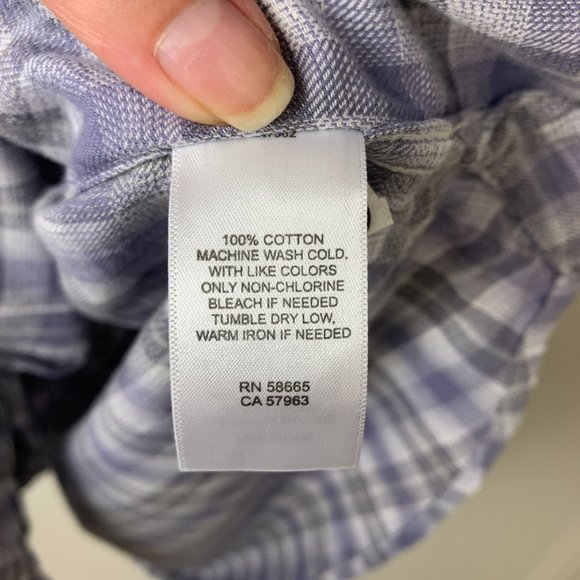 100% COTTON
MACHINE WASH COLD,
WITH LIKE COLORS
ONLY NON-CHLORINE
BLEACH IF NEEDED
TUMBLE DRY LOW,
WARM IRON IF NEEDED
RN 58665
CA 57963